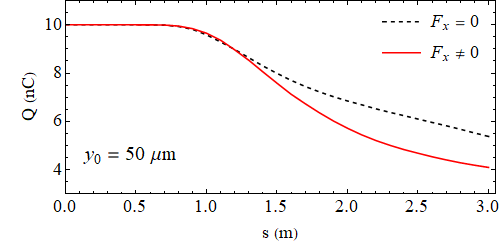 10
8
6
4
Q (nC)
F_x = 0
F_x ≠ 0
y_0 = 50 μm
0.0 0.5 1.0 1.5 2.0 2.5 3.0
s (m)